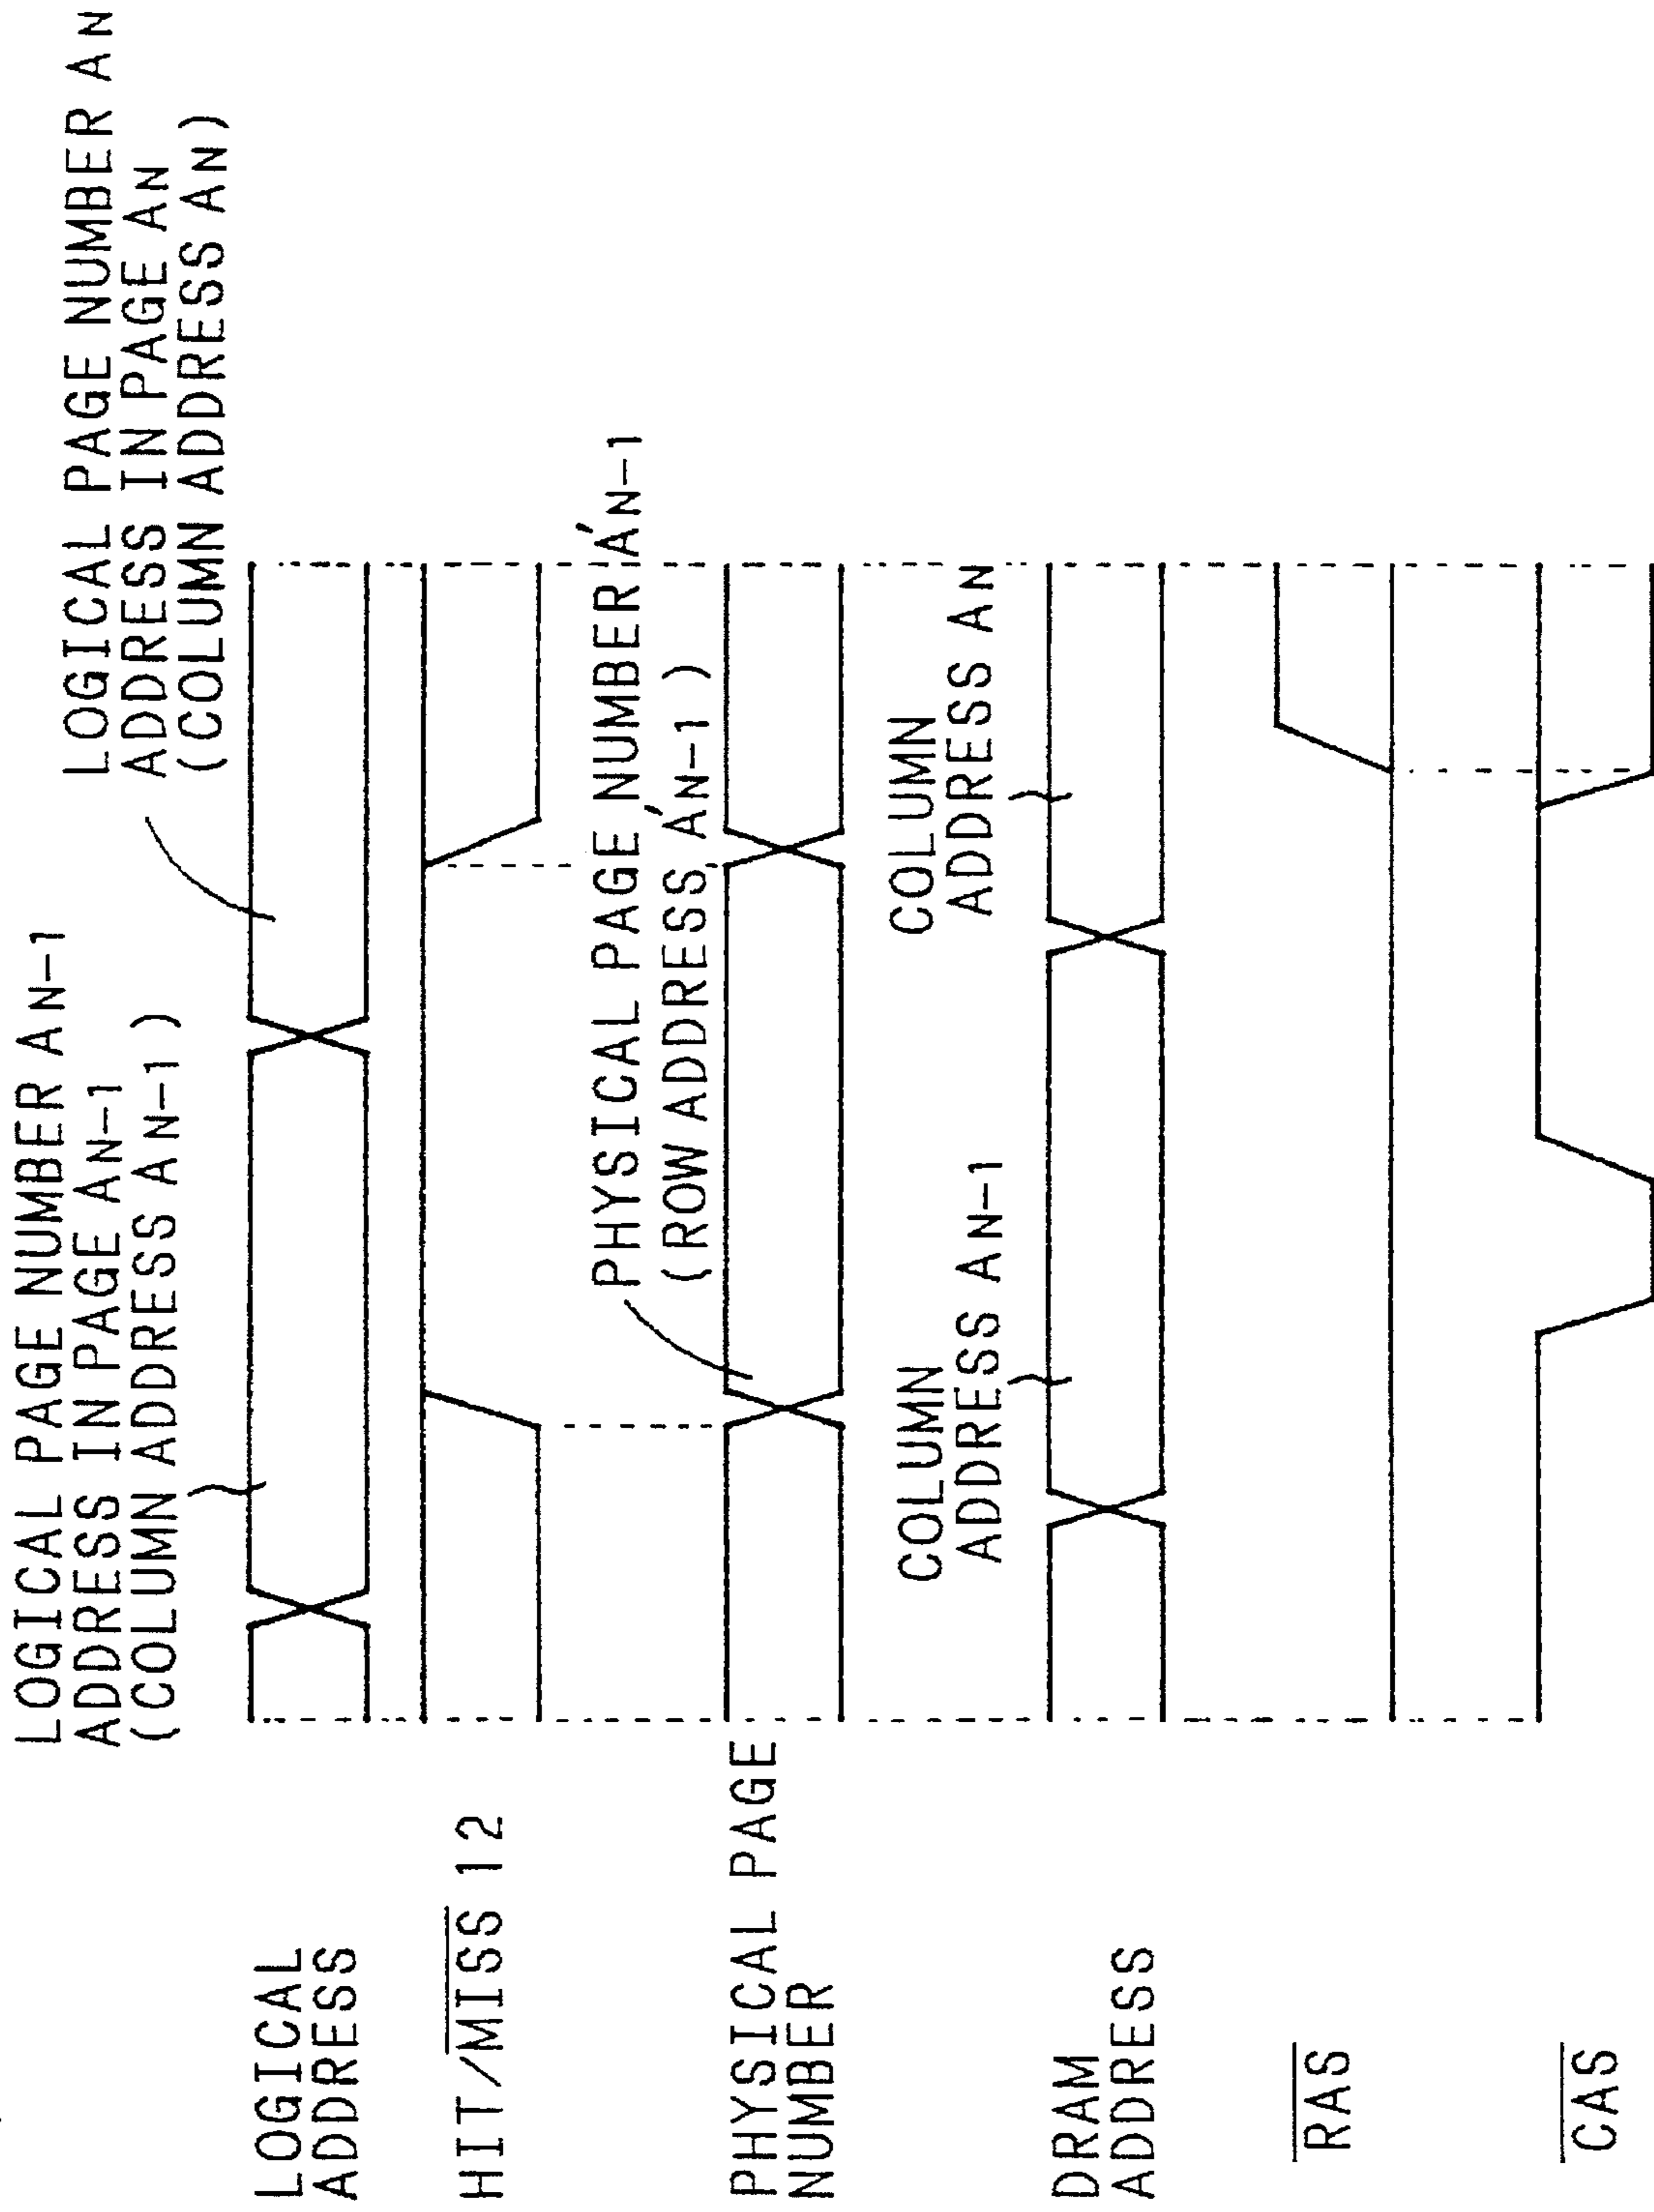 LOGICAL PAGE NUMBER AN-1
ADDRESS IN PAGE AN-1
(COLUMN ADDRESS AN-1)
LOGICAL PAGE NUMBER AN
ADDRESS IN PAGE AN
(COLUMN ADDRESS AN)
LOGICAL
ADDRESS
HIT/MISS 12
PHYSICAL PAGE NUMBER A'N-1
(ROW ADDRESS A'N-1)
PHYSICAL PAGE
NUMBER
COLUMN
ADDRESS AN-1
COLUMN
ADDRESS AN
DRAM
ADDRESS
RAS
CAS